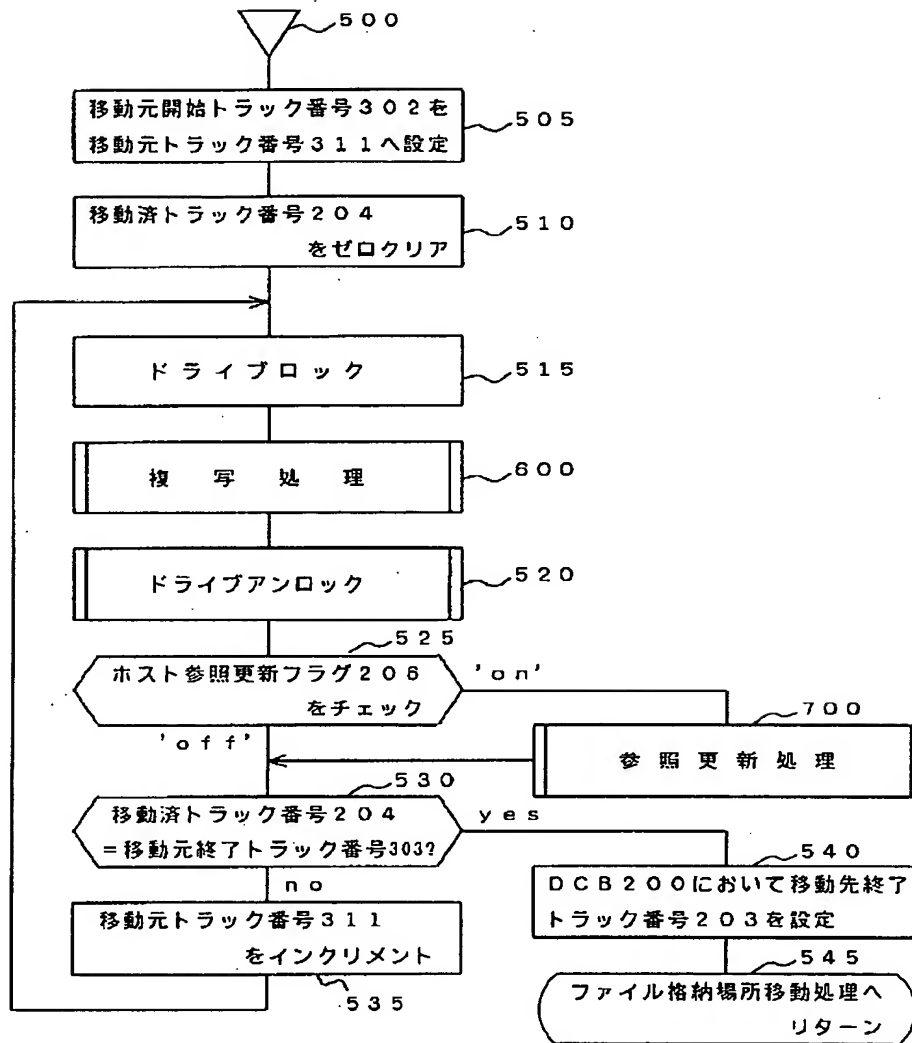 ５００
移動元開始トラック番号３０２を
移動元トラック番号３１１へ設定
５０５
移動済トラック番号２０４
をゼロクリア
５１０
ドライブロック
５１５
複写処理
６００
ドライブアンロック
５２０
５２５
ホスト参照更新フラグ２０６
をチェック
'ｏｎ'
７００
参照更新処理
'ｏｆｆ'
５３０
移動済トラック番号２０４
＝移動元終了トラック番号303?
ｙｅｓ
５４０
ＤＣＢ２００において移動先終了
トラック番号２０３を設定
ｎｏ
移動元トラック番号３１１
をインクリメント
５３５
５４５
ファイル格納場所移動処理へ
リターン